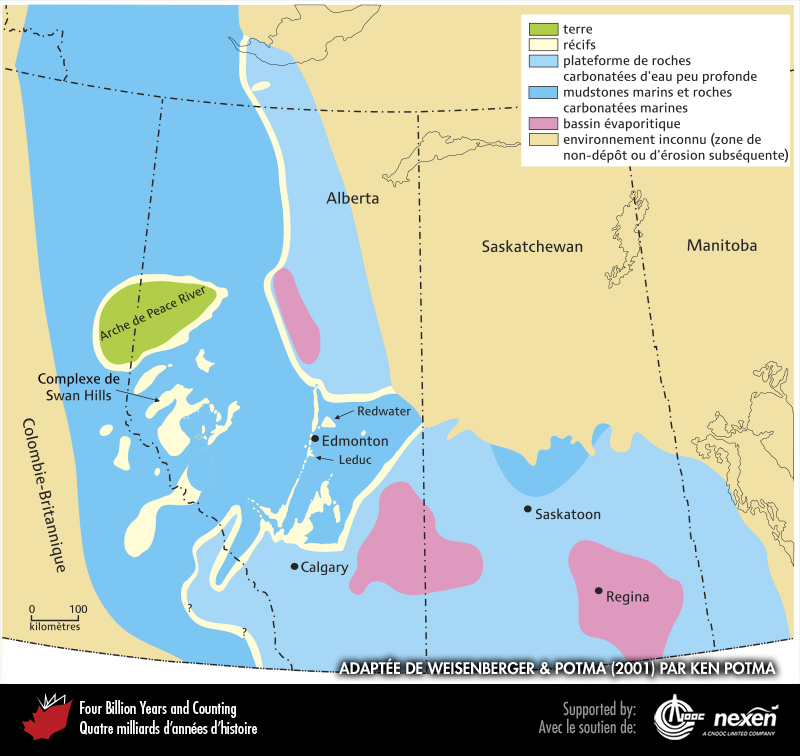 terre
récifs
plateforme de roches
carbonatées d'eau peu profonde
mudstones marins et roches
carbonatées marines
bassin évaporitique
environnement inconnu (zone de
non-dépôt ou d'érosion subséquente)
Alberta
Saskatchewan
Manitoba
Arche de Peace River
Complexe de
Swan Hills
Redwater
Edmonton
Leduc
Colombie-Britannique
Saskatoon
Calgary
Regina
0 100
kilomètres
?
?
ADAPTÉE DE WEISENBERGER & POTMA (2001) PAR KEN POTMA
Four Billion Years and Counting
Quatre milliards d'années d'histoire
Supported by:
Avec le soutien de:
CNOOC
nexen
A CNOOC LIMITED COMPANY